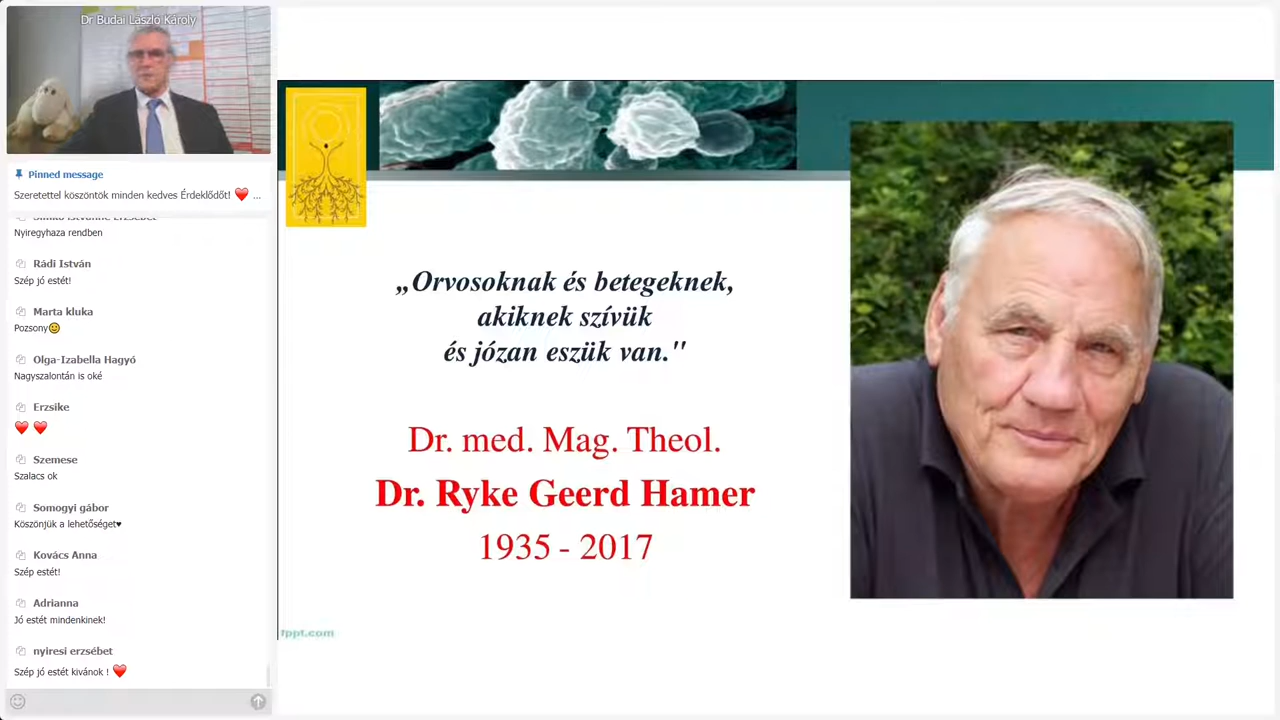 Dr Budai László Károly
Pinned message
Szeretettel köszöntök minden kedves Érdeklődőt! ❤️ ...
Nyiregyhaza rendben
Rádi István
Szép jó estét!
Marta kluka
Pozsony🙂
Olga-Izabella Hagyó
Nagyszalontán is oké
Erzsike
❤️ ❤️
Szemese
Szalacs ok
Somogyi gábor
Köszönjük a lehetőséget♥
Kovács Anna
Szép estét!
Adrianna
Jó estét mindenkinek!
nyiresi erzsébet
Szép jó estét kivánok ! ❤️
„Orvosoknak és betegeknek,
akiknek szívük
és józan eszük van."
Dr. med. Mag. Theol.
Dr. Ryke Geerd Hamer
1935 - 2017
fppt.com